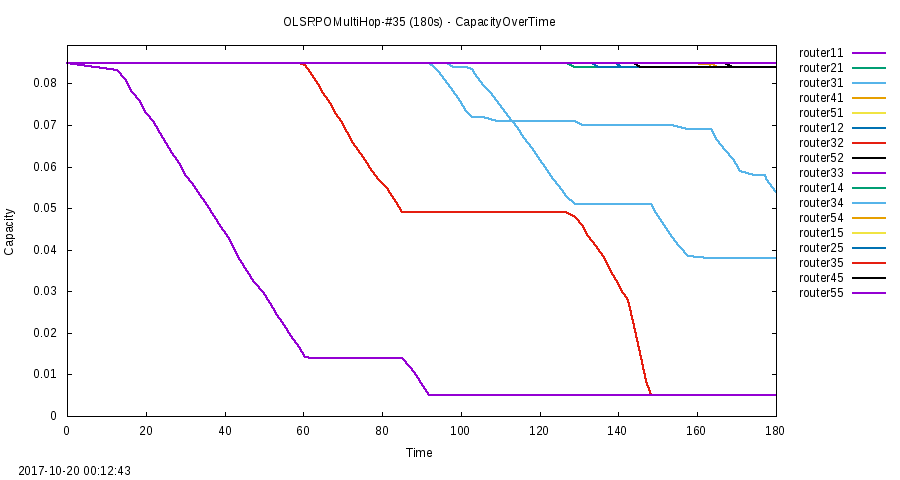 OLSRPOMultiHop-#35 (180s) - CapacityOverTime
router11
router21
router31
router41
router51
router12
router32
router52
router33
router14
router34
router54
router15
router25
router35
router45
router55
Capacity
0.08
0.07
0.06
0.05
0.04
0.03
0.02
0.01
0
0 20 40 60 80 100 120 140 160 180
Time
2017-10-20 00:12:43